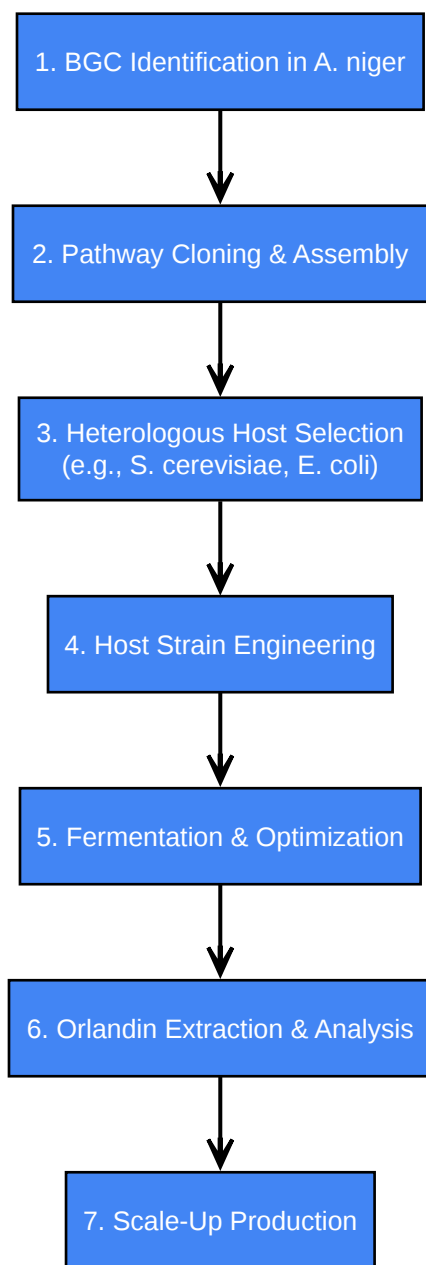 1. BGC Identification in A. niger
2. Pathway Cloning & Assembly
3. Heterologous Host Selection
(e.g., S. cerevisiae, E. coli)
4. Host Strain Engineering
5. Fermentation & Optimization
6. Orlandin Extraction & Analysis
7. Scale-Up Production